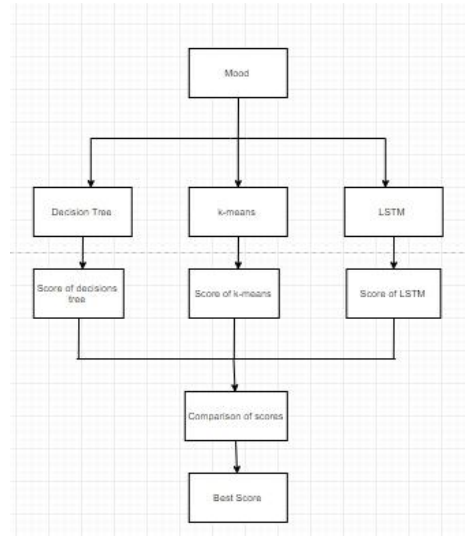 Mood
Decision Tree
k-means
LSTM
Score of decisions
tree
Score of k-means
Score of LSTM
Comparison of scores
Best Score